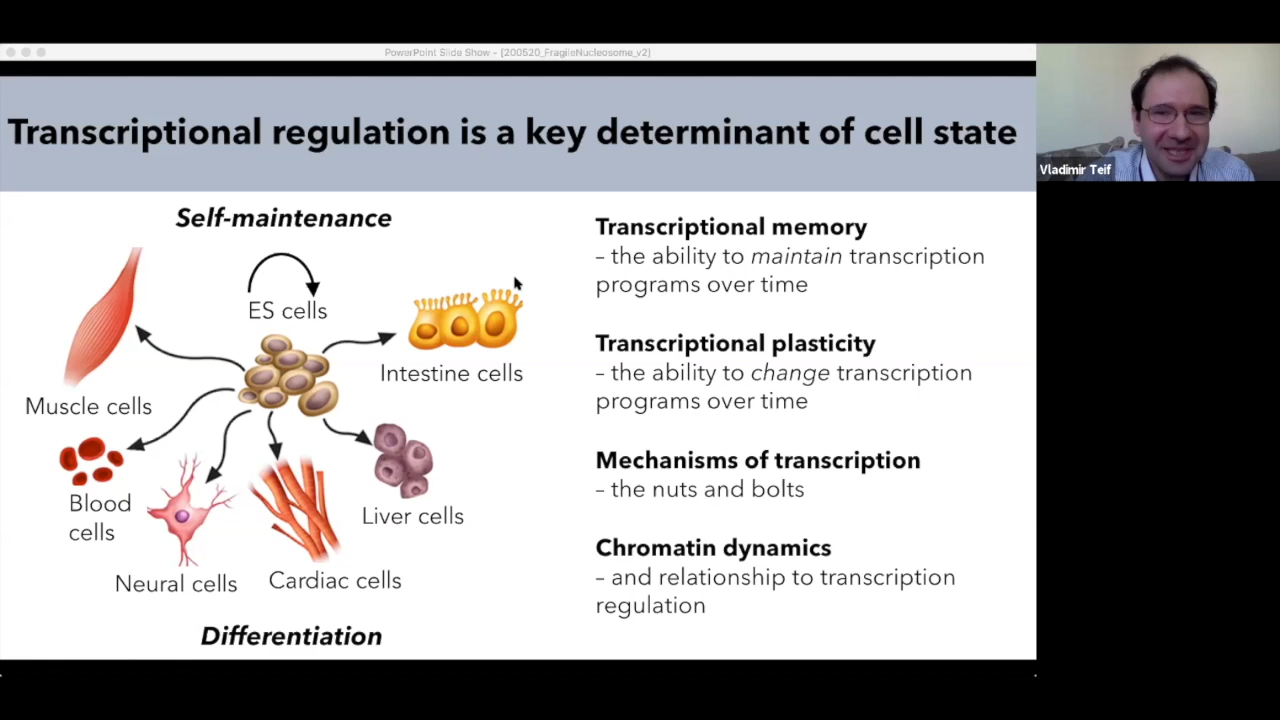 PowerPoint Slide Show - [200520_FragileNucleosome_v2]
Transcriptional regulation is a key determinant of cell state
Vladimir Teif
Self-maintenance
ES cells
Intestine cells
Muscle cells
Blood
cells
Liver cells
Neural cells
Cardiac cells
Differentiation
Transcriptional memory
– the ability to maintain transcription
programs over time
Transcriptional plasticity
– the ability to change transcription
programs over time
Mechanisms of transcription
– the nuts and bolts
Chromatin dynamics
– and relationship to transcription
regulation